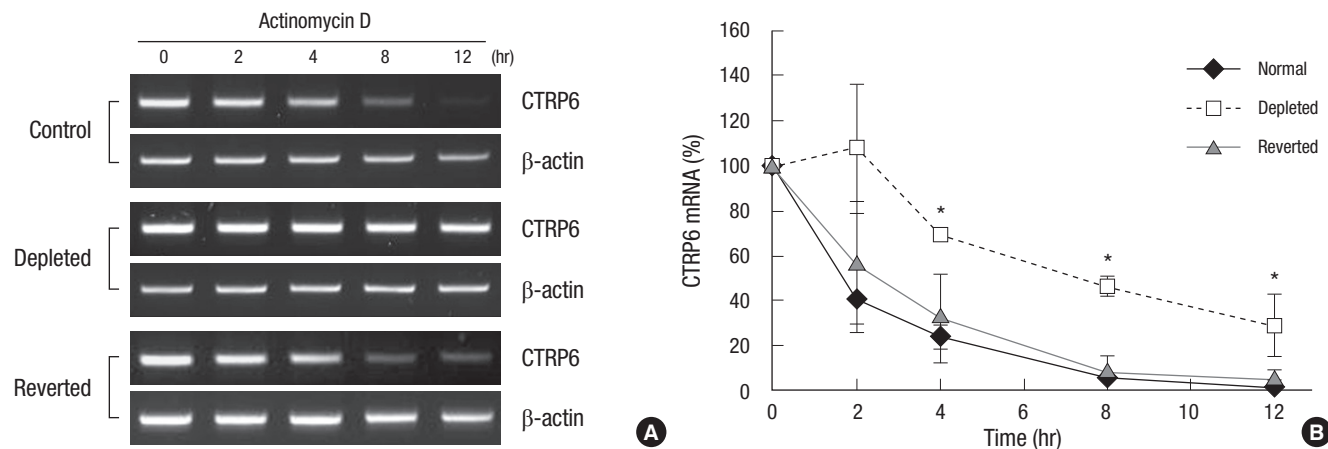 Actinomycin D
0 2 4 8 12 (hr)
Control
CTRP6
β-actin
Depleted
CTRP6
β-actin
Reverted
CTRP6
β-actin
A
CTRP6 mRNA (%)
160
140
120
100
80
60
40
20
0
* * *
0 2 4 6 8 10 12
Time (hr)
Normal
Depleted
Reverted
B